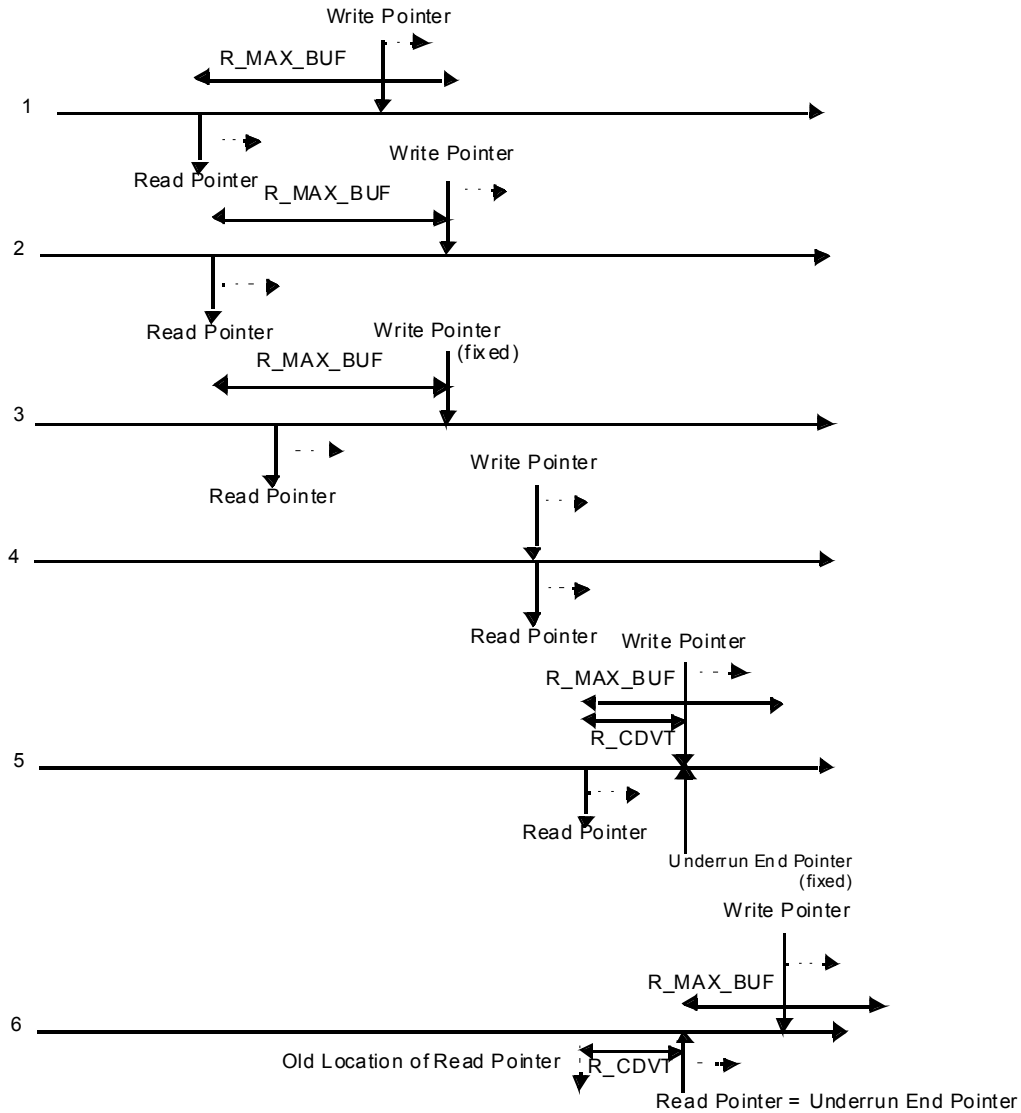 Write Pointer
R_MAX_BUF
1
Write Pointer
Read Pointer
R_MAX_BUF
2
Read Pointer
Write Pointer
(fixed)
R_MAX_BUF
3
Write Pointer
Read Pointer
4
Read Pointer
Write Pointer
R_MAX_BUF
R_CDVT
5
Read Pointer
Underrun End Pointer
(fixed)
Write Pointer
R_MAX_BUF
6
Old Location of Read Pointer
R_CDVT
Read Pointer = Underrun End Pointer